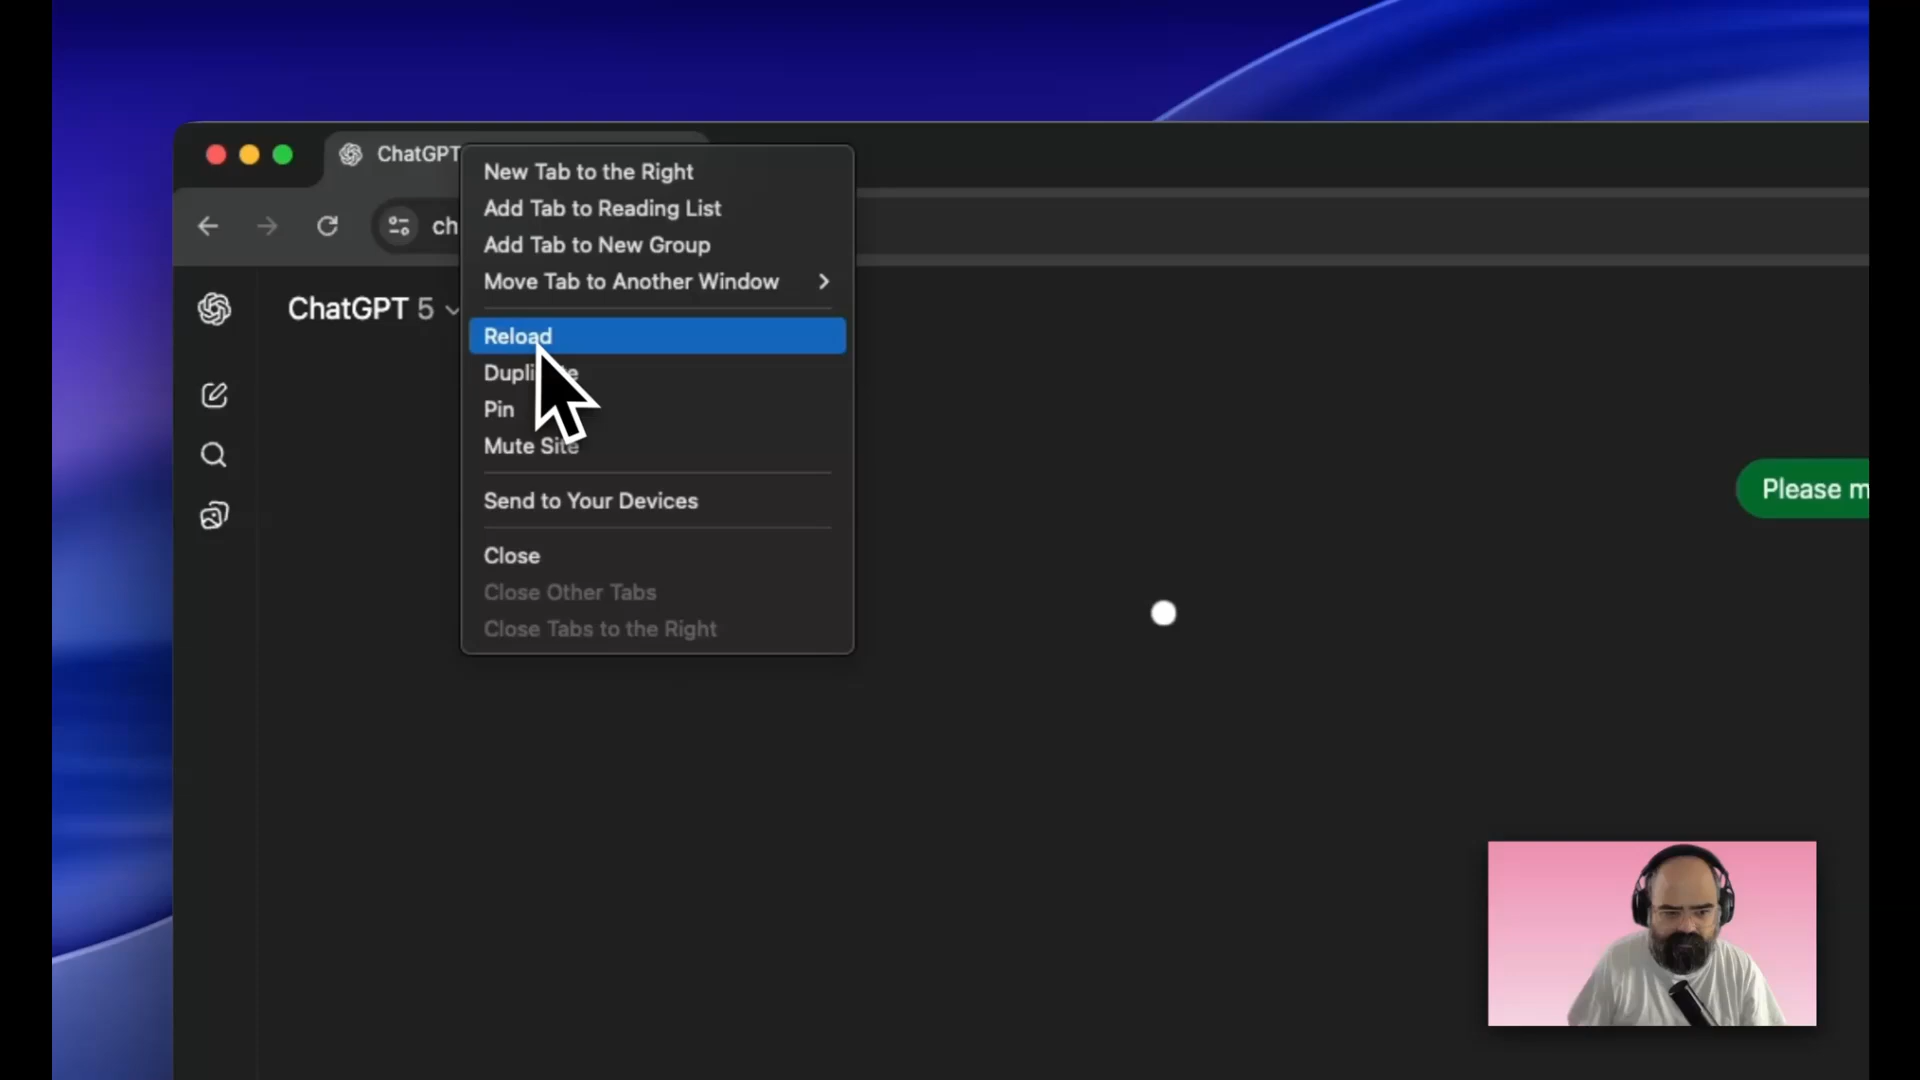 ChatGPT
New Tab to the Right
Add Tab to Reading List
ch
Add Tab to New Group
Move Tab to Another Window
ChatGPT 5
Reload
Pin
Mute Site
Please m
Send to Your Devices
Close
Close Other Tabs
Close Tabs to the Right